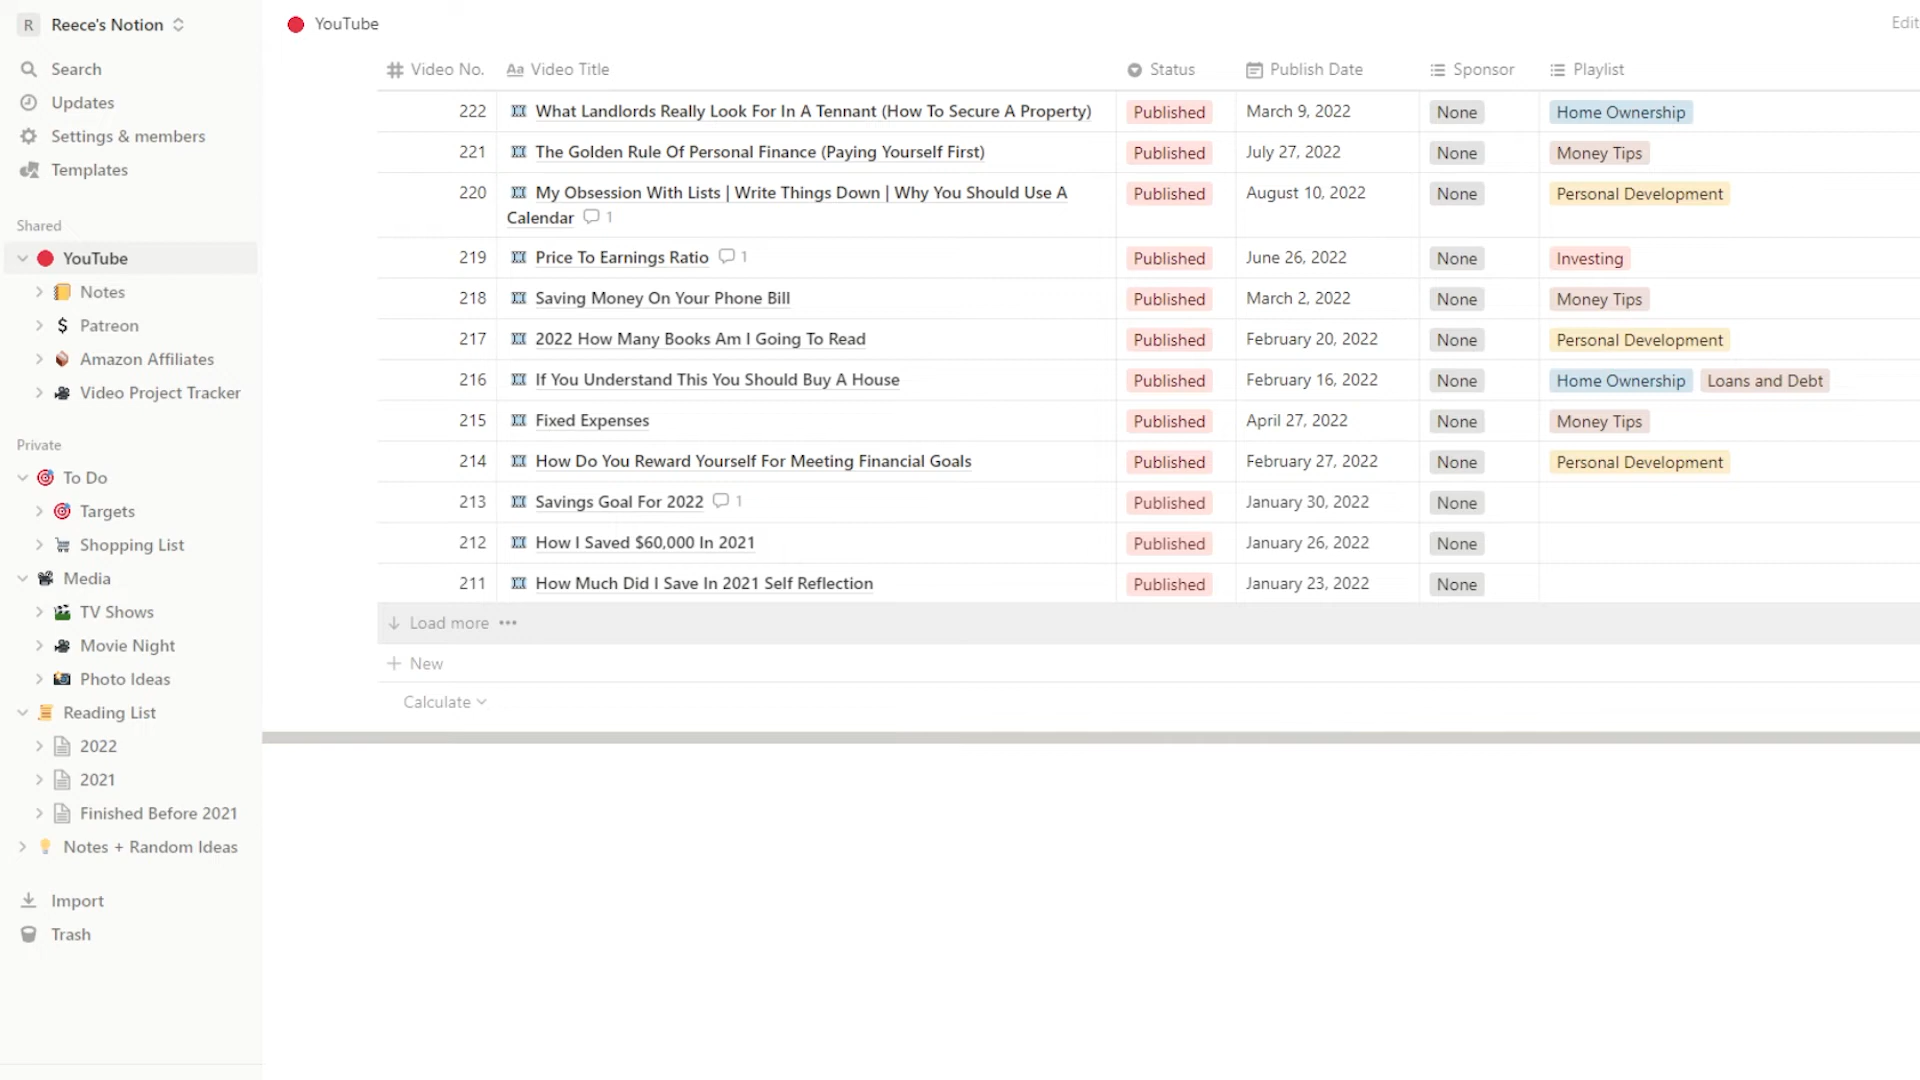 R Reece's Notion
Search
Updates
Settings & members
Templates
Shared
YouTube
Notes
$ Patreon
Amazon Affiliates
Video Project Tracker
Private
To Do
Targets
Shopping List
Media
TV Shows
Movie Night
Photo Ideas
Reading List
2022
2021
Finished Before 2021
Notes + Random Ideas
Import
Trash
YouTube
Edit
# Video No. Aa Video Title Status Publish Date Sponsor Playlist
222 What Landlords Really Look For In A Tennant (How To Secure A Property) Published March 9, 2022 None Home Ownership
221 The Golden Rule Of Personal Finance (Paying Yourself First) Published July 27, 2022 None Money Tips
220 My Obsession With Lists | Write Things Down | Why You Should Use A Published August 10, 2022 None Personal Development
Calendar 1
219 Price To Earnings Ratio 1 Published June 26, 2022 None Investing
218 Saving Money On Your Phone Bill Published March 2, 2022 None Money Tips
217 2022 How Many Books Am I Going To Read Published February 20, 2022 None Personal Development
216 If You Understand This You Should Buy A House Published February 16, 2022 None Home Ownership Loans and Debt
215 Fixed Expenses Published April 27, 2022 None Money Tips
214 How Do You Reward Yourself For Meeting Financial Goals Published February 27, 2022 None Personal Development
213 Savings Goal For 2022 1 Published January 30, 2022 None
212 How I Saved $60,000 In 2021 Published January 26, 2022 None
211 How Much Did I Save In 2021 Self Reflection Published January 23, 2022 None
Load more •••
+ New
Calculate